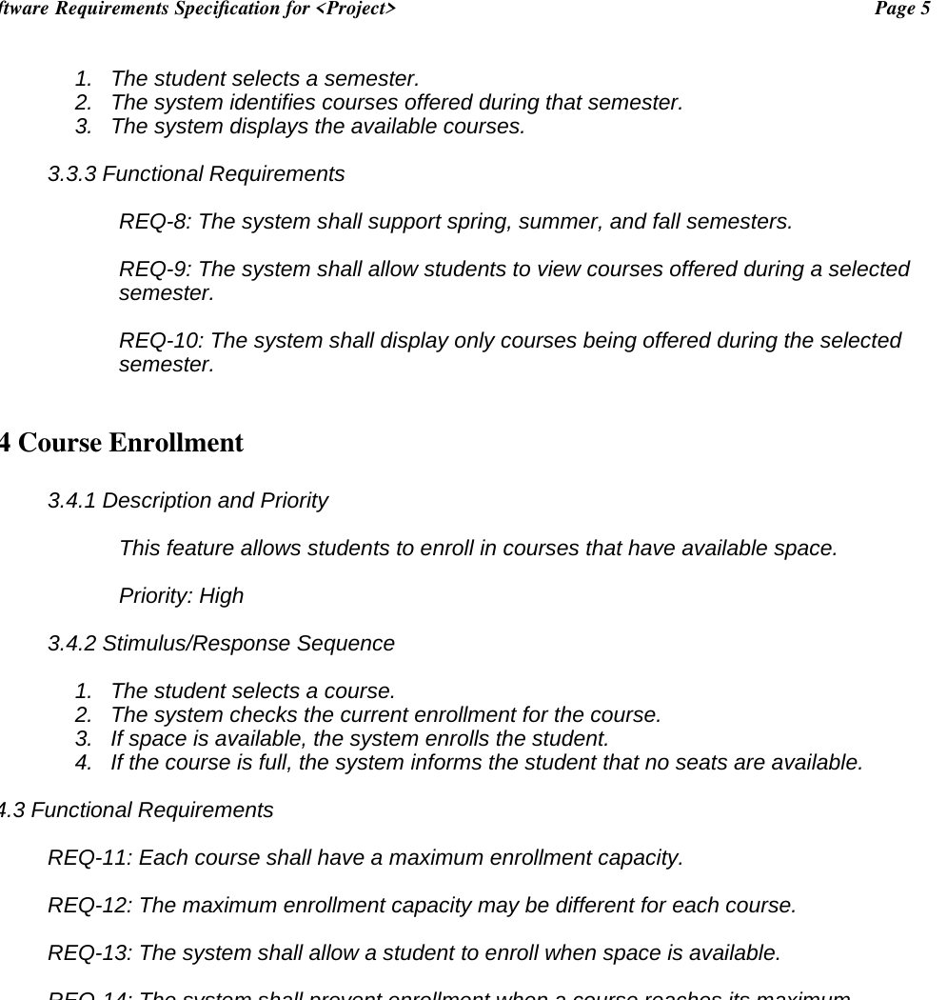 ftware Requirements Specification for <Project> Page 5
1. The student selects a semester.
2. The system identifies courses offered during that semester.
3. The system displays the available courses.
3.3.3 Functional Requirements
REQ-8: The system shall support spring, summer, and fall semesters.
REQ-9: The system shall allow students to view courses offered during a selected
semester.
REQ-10: The system shall display only courses being offered during the selected
semester.
4 Course Enrollment
3.4.1 Description and Priority
This feature allows students to enroll in courses that have available space.
Priority: High
3.4.2 Stimulus/Response Sequence
1. The student selects a course.
2. The system checks the current enrollment for the course.
3. If space is available, the system enrolls the student.
4. If the course is full, the system informs the student that no seats are available.
4.3 Functional Requirements
REQ-11: Each course shall have a maximum enrollment capacity.
REQ-12: The maximum enrollment capacity may be different for each course.
REQ-13: The system shall allow a student to enroll when space is available.
REQ-14: The system shall prevent enrollment when a course reaches its maximum